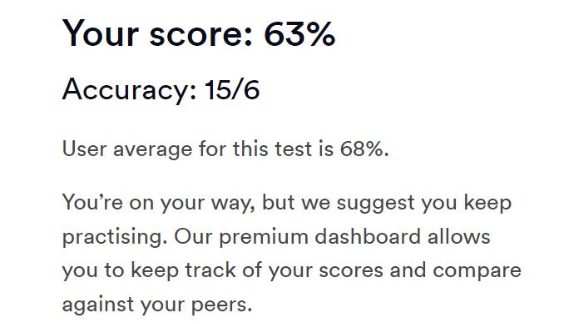 Your score: 63%
Accuracy: 15/6
User average for this test is 68%.
You’re on your way, but we suggest you keep
practising. Our premium dashboard allows
you to keep track of your scores and compare
against your peers.